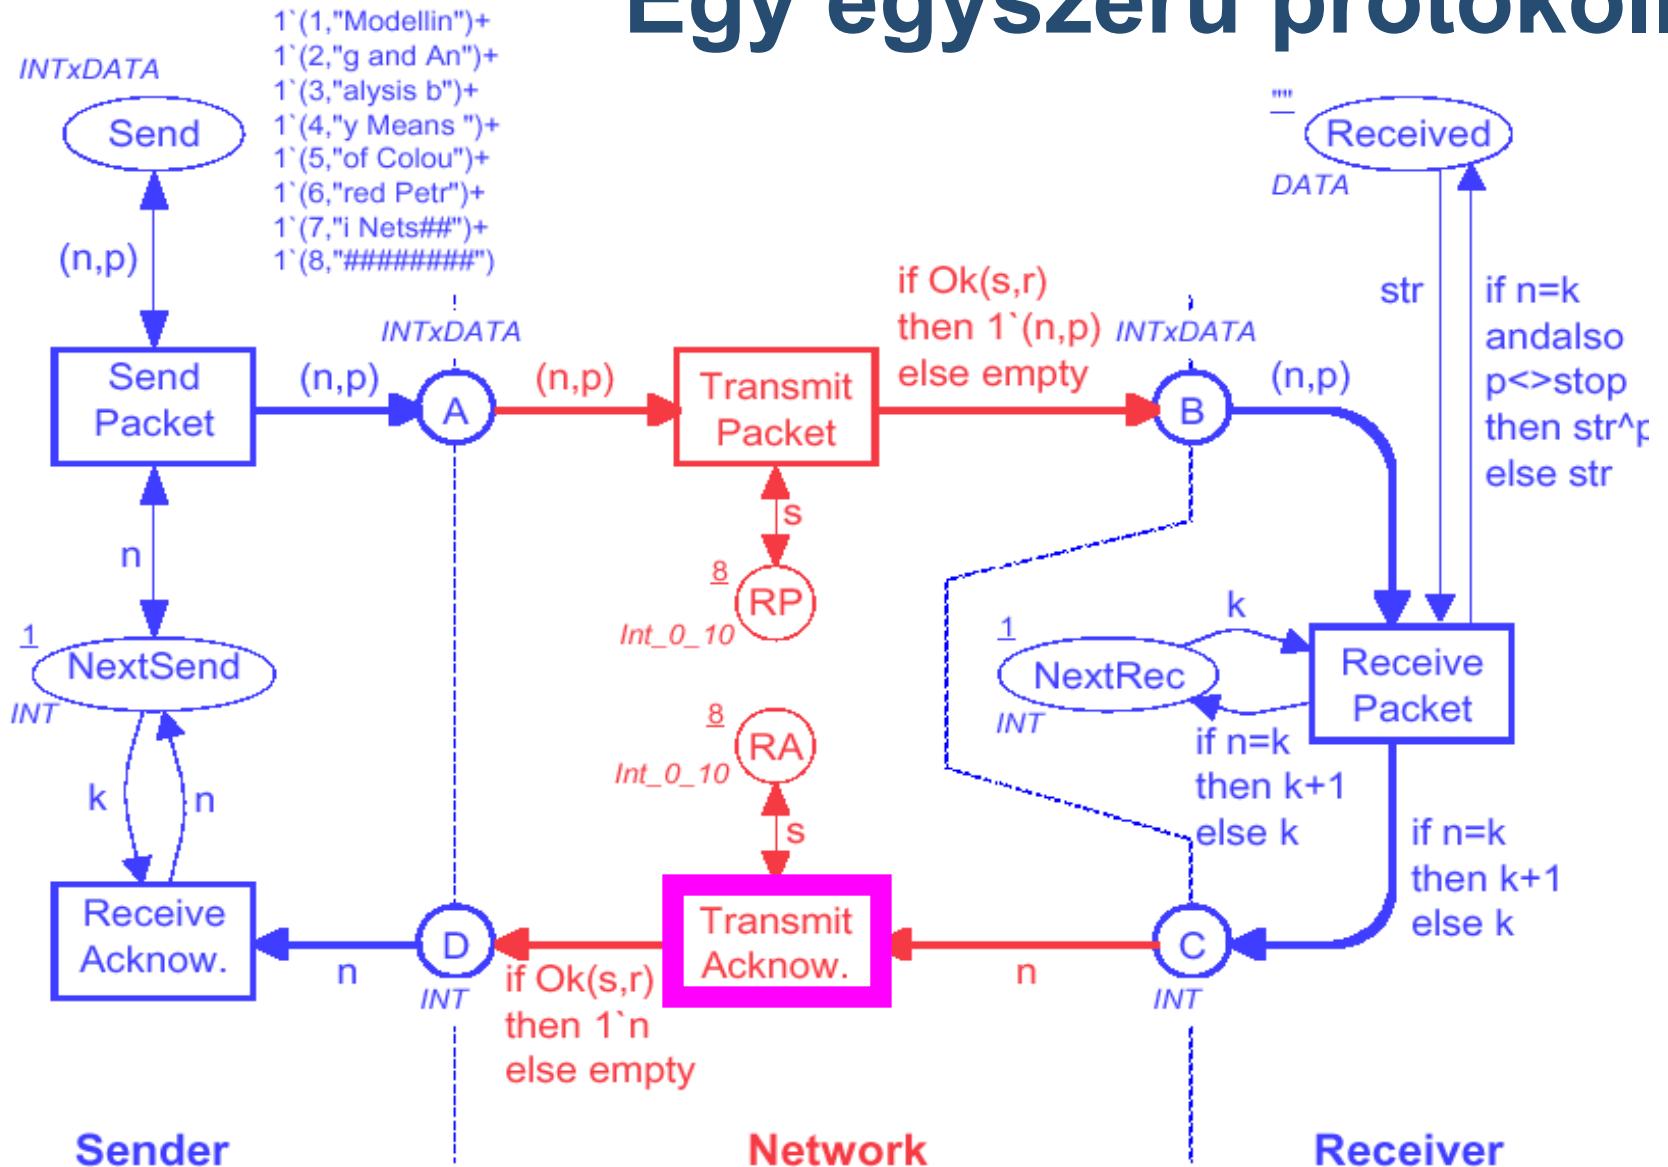 Egy egyszerű protokoll
INTxDATA
Send
1`(1,"Modellin")+
1`(2,"g and An")+
1`(3,"alysis b")+
1`(4,"y Means ")+
1`(5,"of Colou")+
1`(6,"red Petr")+
1`(7,"i Nets##")+
1`(8,"########")
(n,p)
Send
Packet
(n,p)
INTxDATA
A
(n,p)
Transmit
Packet
if Ok(s,r)
then 1`(n,p)
else empty
INTxDATA
B
(n,p)
""
Received
DATA
str
if n=k
andalso
p<>stop
then str^p
else str
n
s
8
RP
Int_0_10
1
NextSend
INT
k
n
8
RA
Int_0_10
s
1
NextRec
INT
k
Receive
Packet
if n=k
then k+1
else k
if n=k
then k+1
else k
Receive
Acknow.
n
D
INT
if Ok(s,r)
then 1`n
else empty
Transmit
Acknow.
n
C
INT
Sender
Network
Receiver